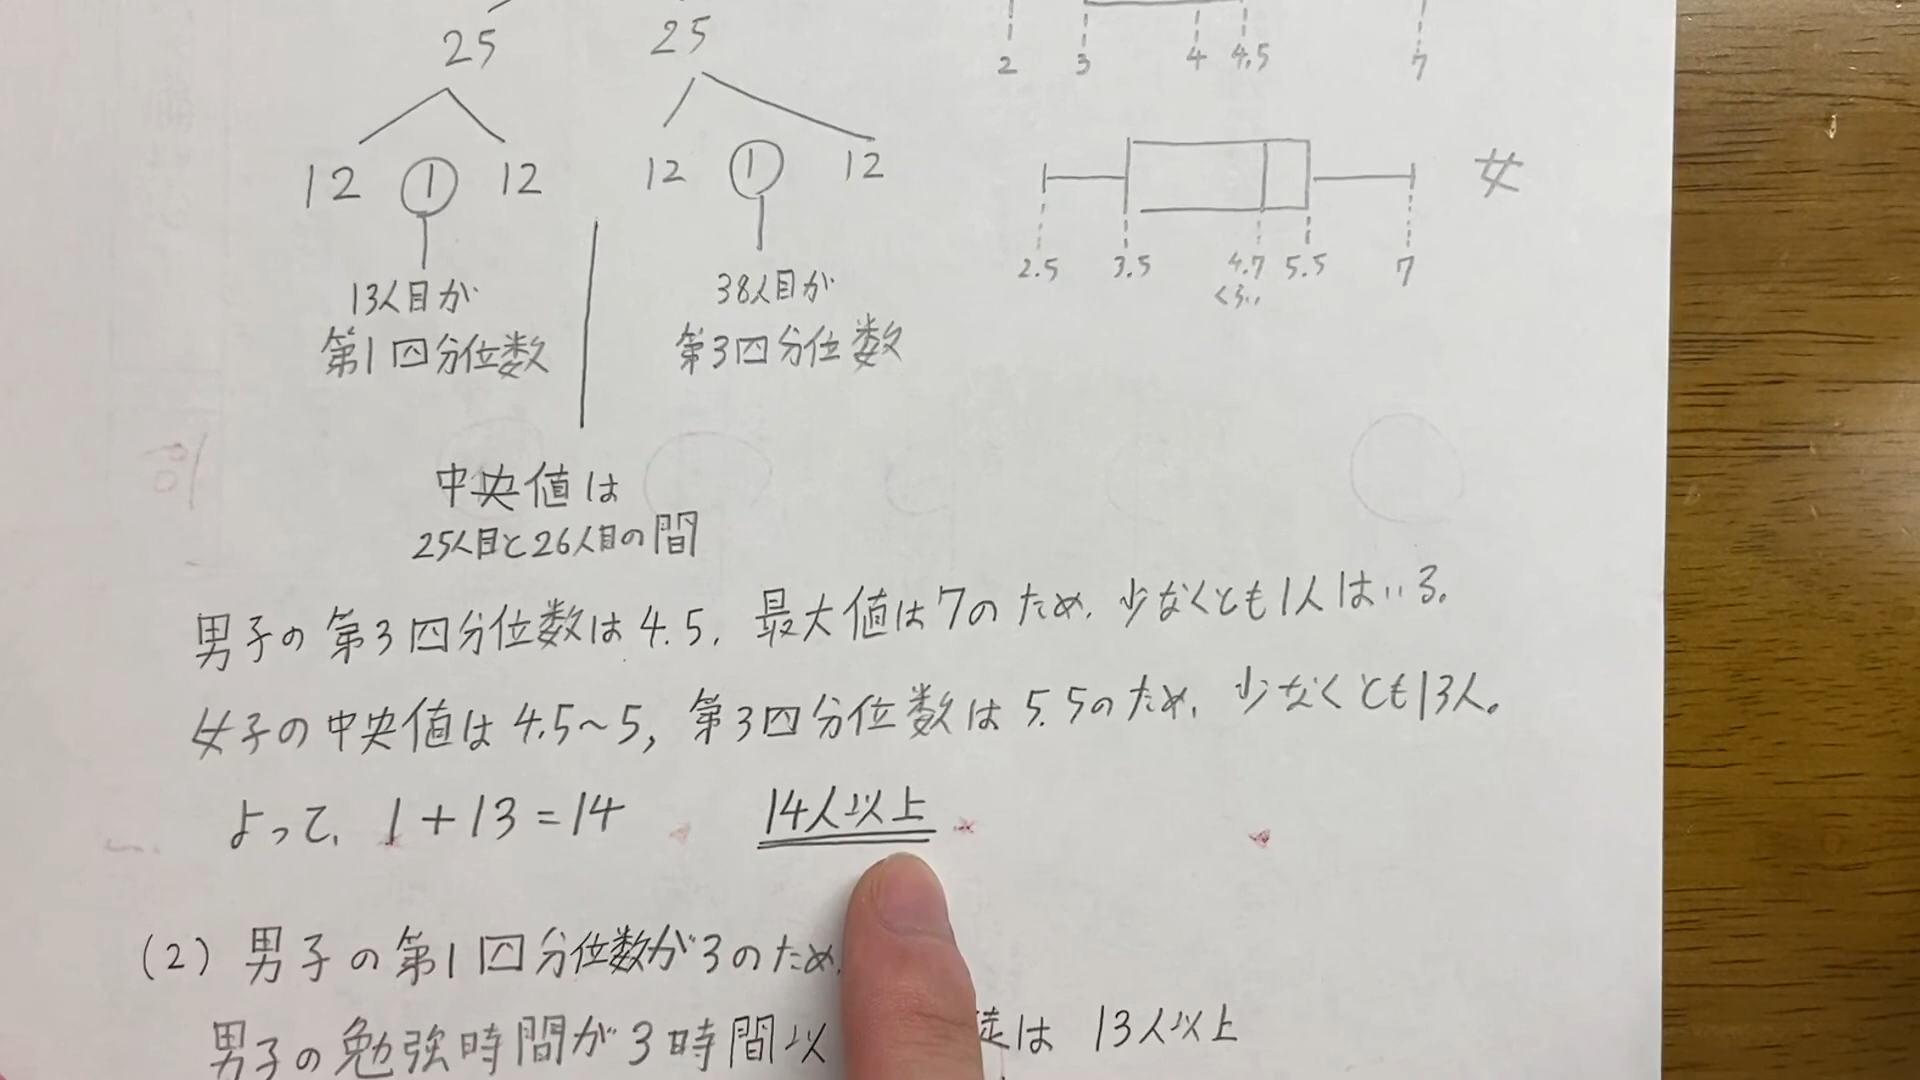 25 25
12 ① 12 12 ① 12
13人目が
第1四分位数
38人目が
第3四分位数
中央値は
25人目と26人目の間
2 3 4 4.5 7
女
2.5 3.5 4.7 5.5 7
くらい
男子の第3四分位数は4.5, 最大値は7のため、少なくとも1人はいる。
女子の中央値は4.5~5, 第3四分位数は5.5のため、少なくとも13人。
よって、1+13=14 14人以上
(2) 男子の第1四分位数が3のため、
男子の勉強時間が3時間以 徒は 13人以上